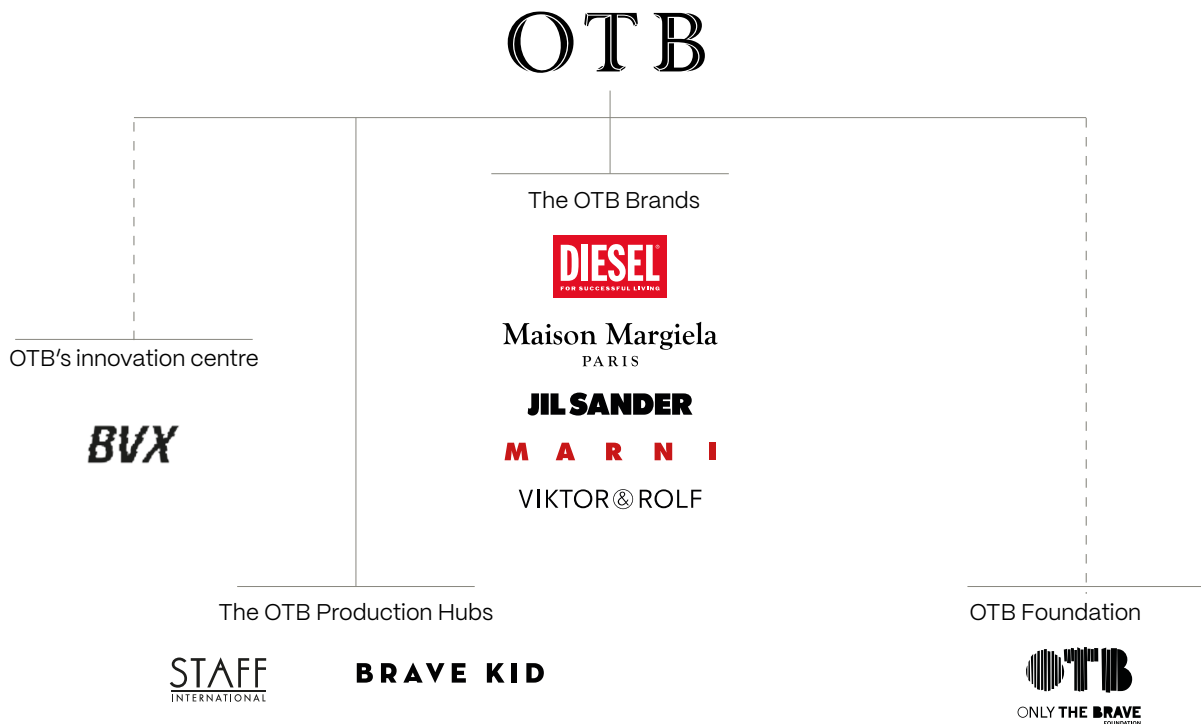 OTB
The OTB Brands
DIESEL®
FOR SUCCESSFUL LIVING
Maison Margiela
PARIS
JIL SANDER
MARNI
VIKTOR & ROLF
OTB's innovation centre
BVX
The OTB Production Hubs
STAFF
INTERNATIONAL
BRAVE KID
OTB Foundation
OTB
ONLY THE BRAVE
FOUNDATION